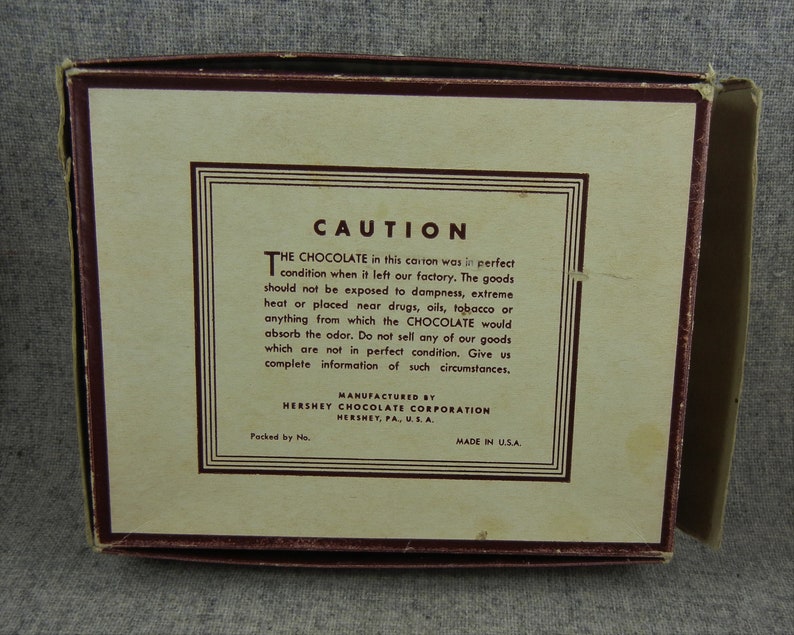 CAUTION
THE CHOCOLATE in this carton was in perfect
condition when it left our factory. The goods
should not be exposed to dampness, extreme
heat or placed near drugs, oils, tobacco or
anything from which the CHOCOLATE would
absorb the odor. Do not sell any of our goods
which are not in perfect condition. Give us
complete information of such circumstances.
MANUFACTURED BY
HERSHEY CHOCOLATE CORPORATION
HERSHEY, PA., U. S. A.
Packed by No. MADE IN U.S.A.